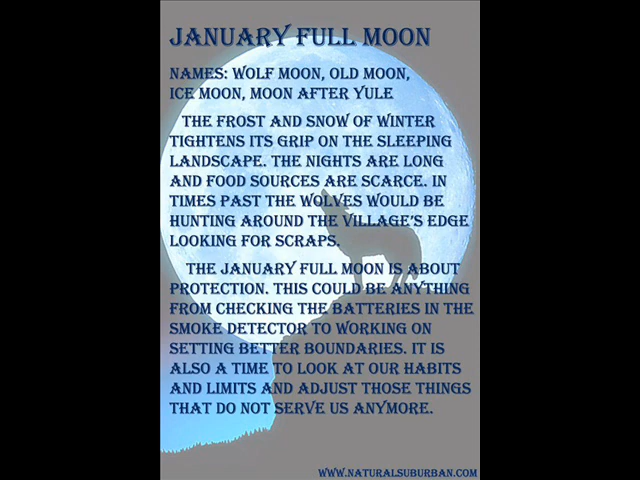 JANUARY FULL MOON
NAMES: WOLF MOON, OLD MOON,
ICE MOON, MOON AFTER YULE
THE FROST AND SNOW OF WINTER
TIGHTENS ITS GRIP ON THE SLEEPING
LANDSCAPE. THE NIGHTS ARE LONG
AND FOOD SOURCES ARE SCARCE. IN
TIMES PAST THE WOLVES WOULD BE
HUNTING AROUND THE VILLAGE'S EDGE
LOOKING FOR SCRAPS.
THE JANUARY FULL MOON IS ABOUT
PROTECTION. THIS COULD BE ANYTHING
FROM CHECKING THE BATTERIES IN THE
SMOKE DETECTOR TO WORKING ON
SETTING BETTER BOUNDARIES. IT IS
ALSO A TIME TO LOOK AT OUR HABITS
AND LIMITS AND ADJUST THOSE THINGS
THAT DO NOT SERVE US ANYMORE.
WWW.NATURALSUBURBAN.COM